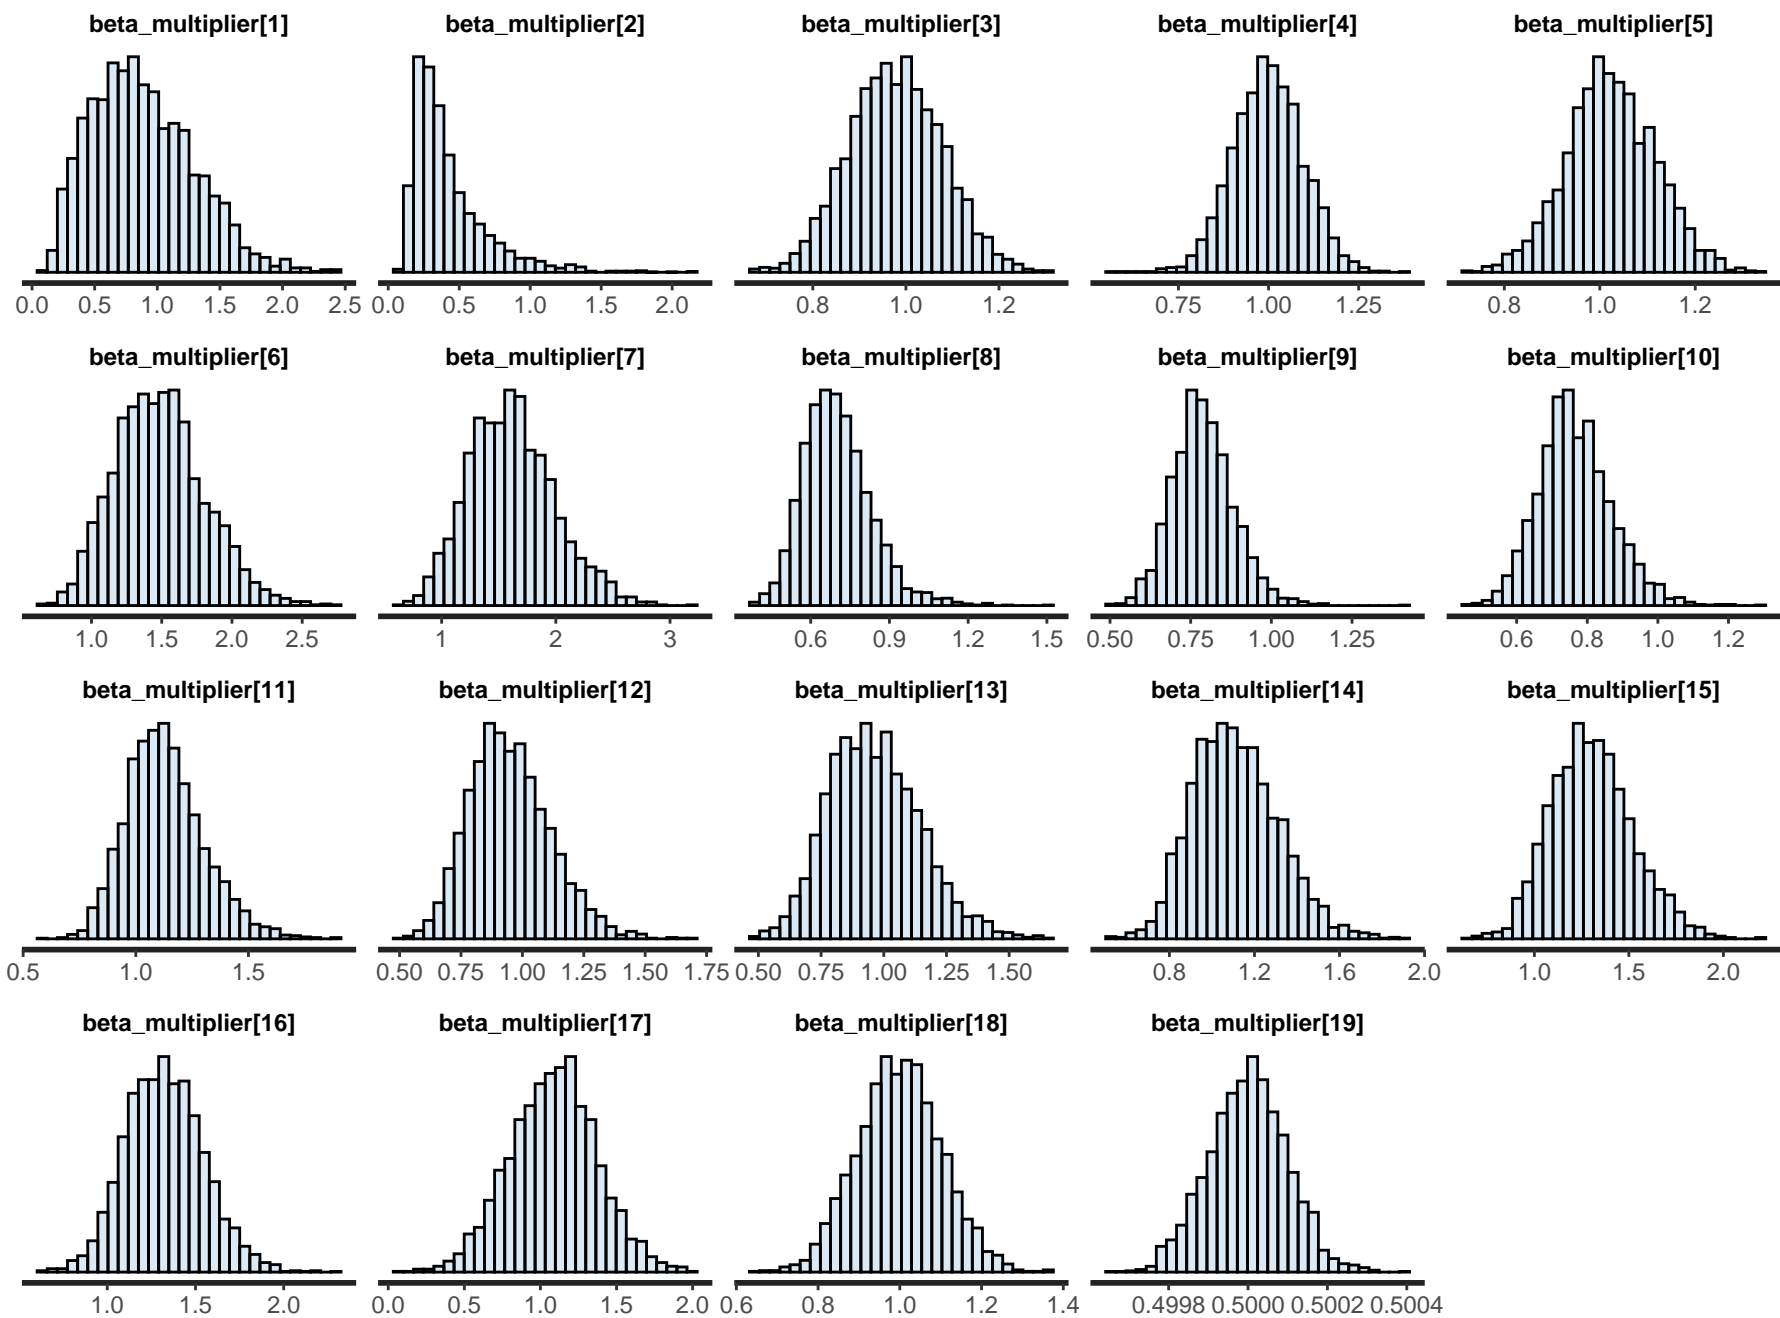 beta_multiplier[1] beta_multiplier[2] beta_multiplier[3] beta_multiplier[4] beta_multiplier[5]
0.0 0.5 1.0 1.5 2.0 2.5 0.0 0.5 1.0 1.5 2.0 0.8 1.0 1.2 0.75 1.00 1.25 0.8 1.0 1.2
beta_multiplier[6] beta_multiplier[7] beta_multiplier[8] beta_multiplier[9] beta_multiplier[10]
1.0 1.5 2.0 2.5 1 2 3 0.6 0.9 1.2 1.5 0.50 0.75 1.00 1.25 0.6 0.8 1.0 1.2
beta_multiplier[11] beta_multiplier[12] beta_multiplier[13] beta_multiplier[14] beta_multiplier[15]
0.5 1.0 1.5 0.50 0.75 1.00 1.25 1.50 1.75 0.50 0.75 1.00 1.25 1.50 0.8 1.2 1.6 2.0 1.0 1.5 2.0
beta_multiplier[16] beta_multiplier[17] beta_multiplier[18] beta_multiplier[19]
1.0 1.5 2.0 0.0 0.5 1.0 1.5 2.0 0.6 0.8 1.0 1.2 1.4 0.4998 0.5000 0.5002 0.5004